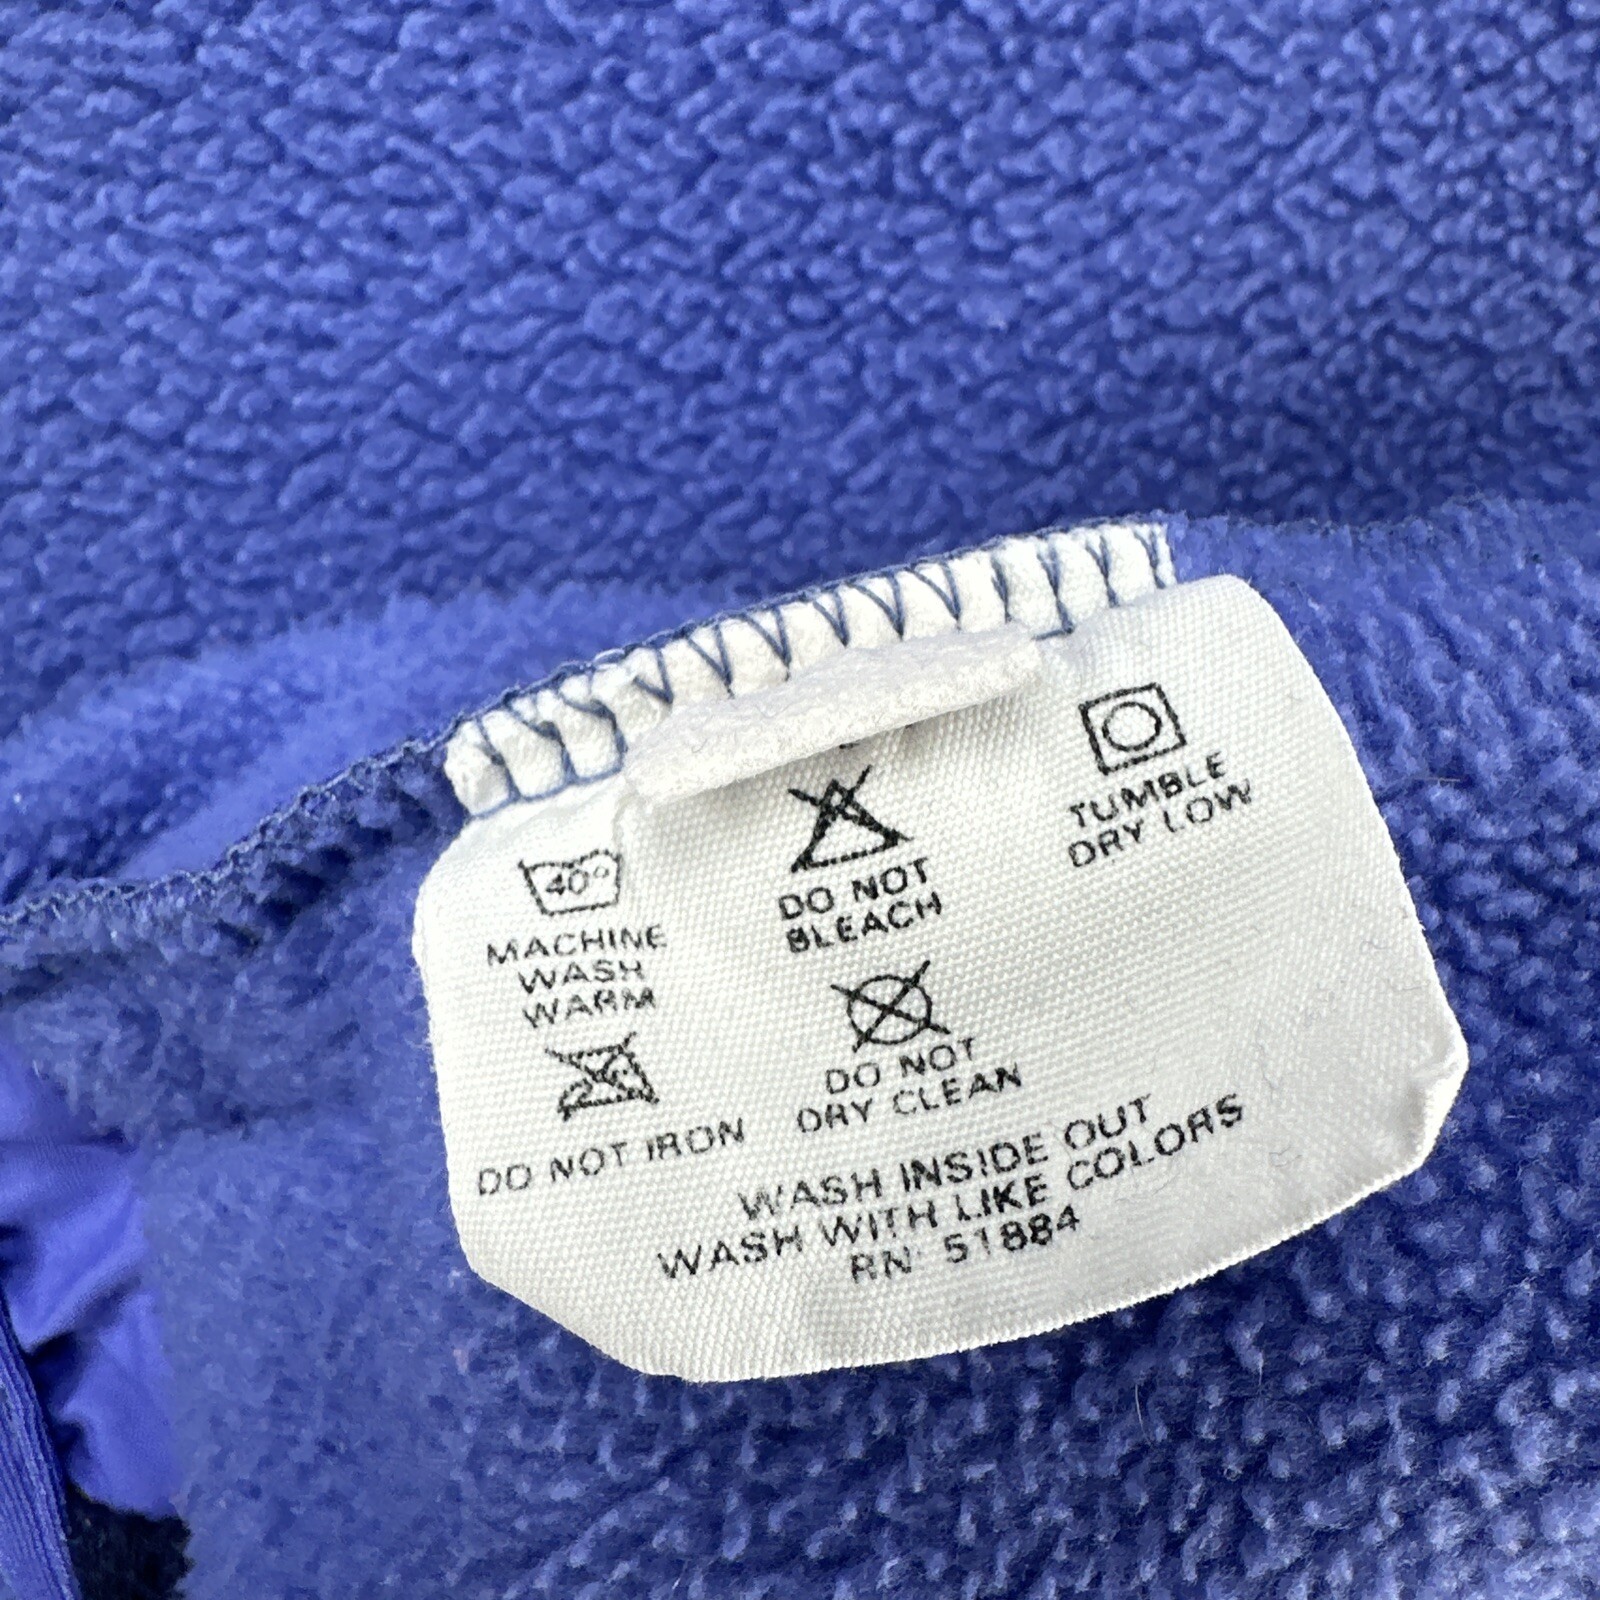 40°
MACHINE
WASH
WARM
DO NOT
BLEACH
TUMBLE
DRY LOW
DO NOT IRON
DO NOT
DRY CLEAN
WASH INSIDE OUT
WASH WITH LIKE COLORS
RN: 51884